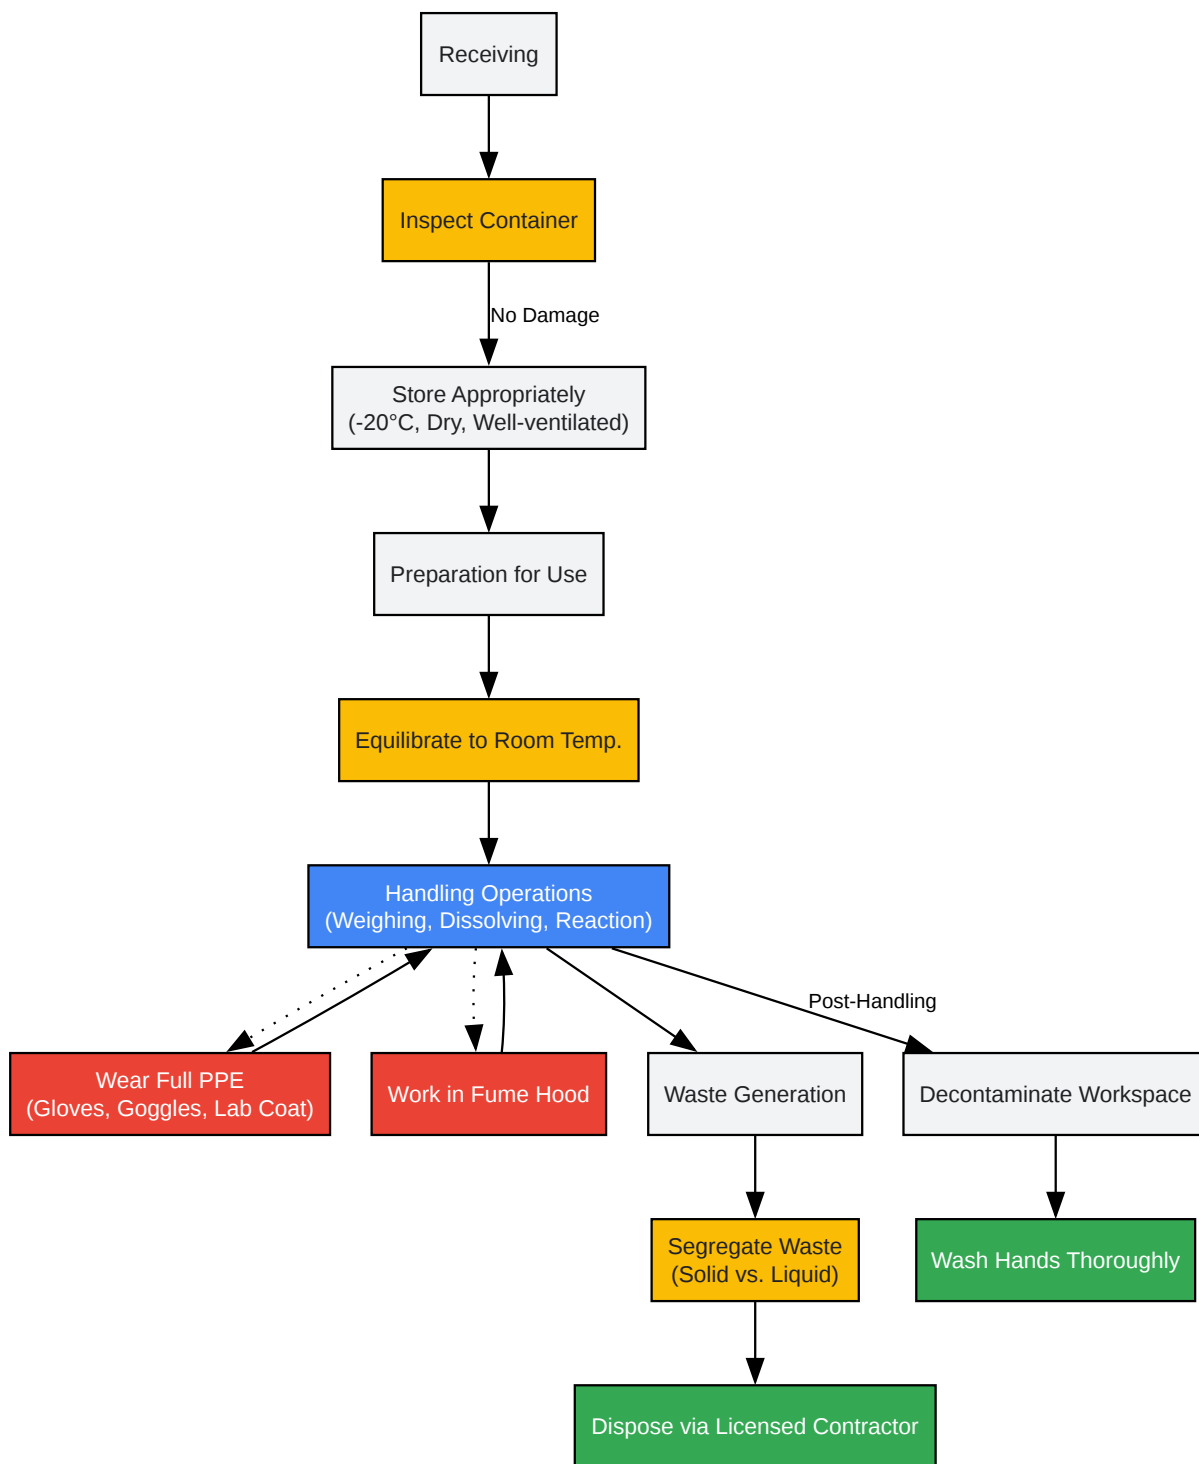 Receiving
Inspect Container
No Damage
Store Appropriately
(-20°C, Dry, Well-ventilated)
Preparation for Use
Equilibrate to Room Temp.
Handling Operations
(Weighing, Dissolving, Reaction)
Post-Handling
Wear Full PPE
(Gloves, Goggles, Lab Coat)
Work in Fume Hood
Waste Generation
Decontaminate Workspace
Segregate Waste
(Solid vs. Liquid)
Wash Hands Thoroughly
Dispose via Licensed Contractor